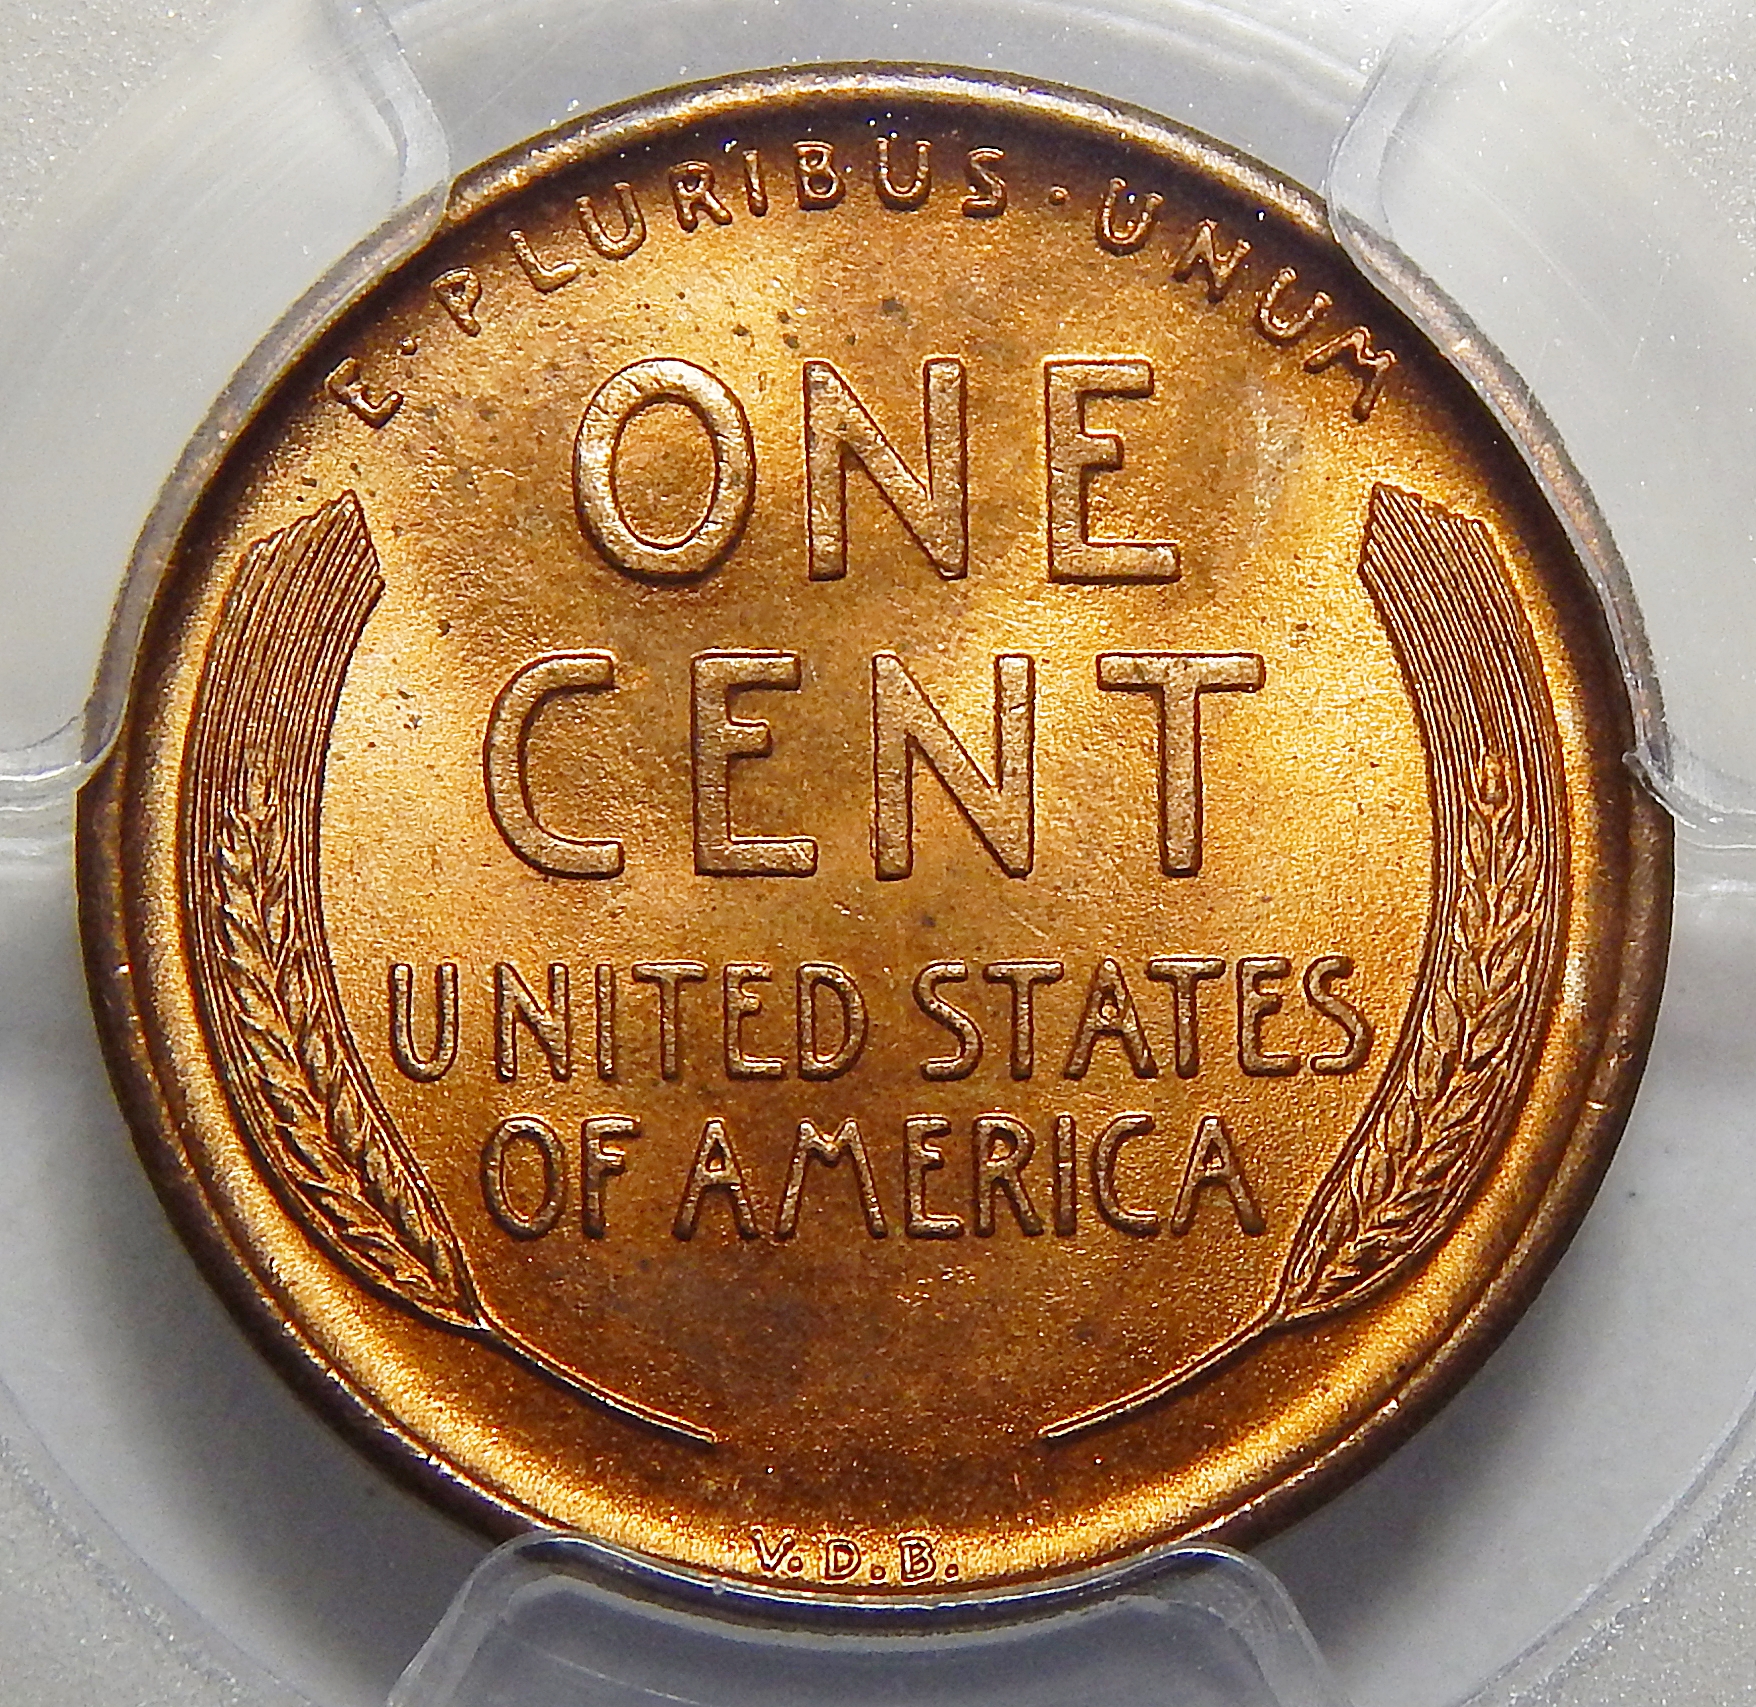 E · PLURIBUS · UNUM
ONE
CENT
UNITED STATES
OF AMERICA
V. D. B.